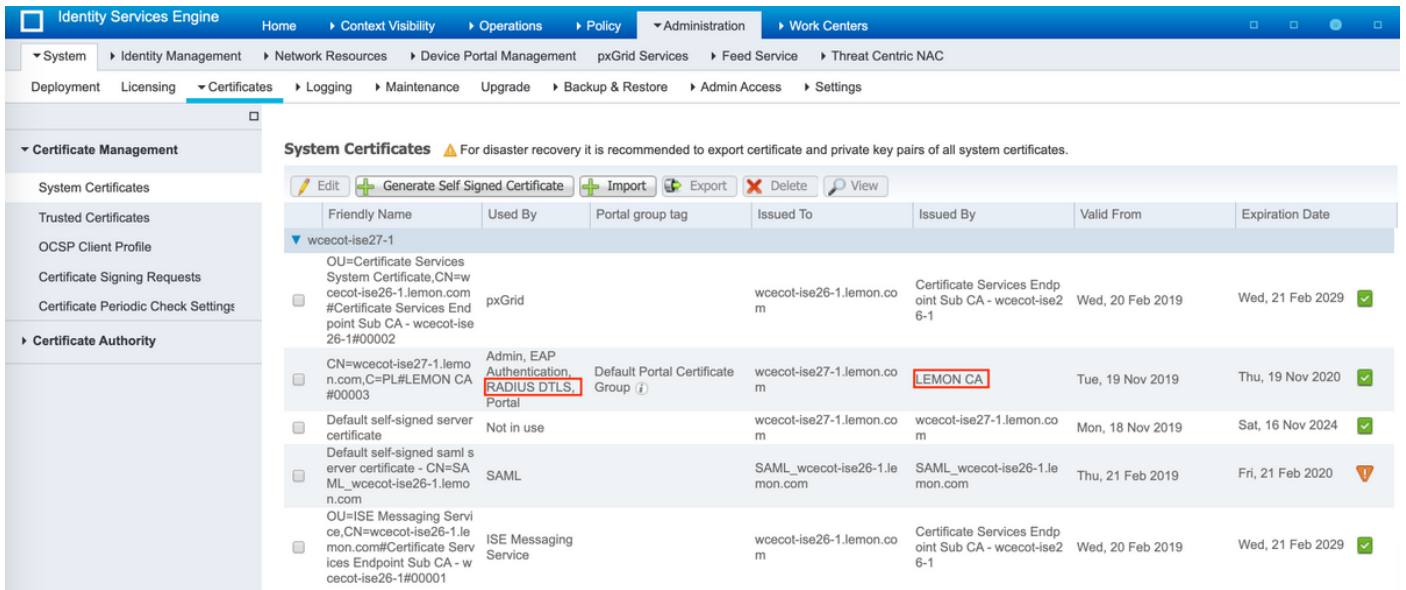 Identity Services Engine
Home
Context Visibility
Operations
Policy
Administration
Work Centers
System
Identity Management
Network Resources
Device Portal Management
pxGrid Services
Feed Service
Threat Centric NAC
Deployment
Licensing
Certificates
Logging
Maintenance
Upgrade
Backup & Restore
Admin Access
Settings
Certificate Management
System Certificates
Trusted Certificates
OCSP Client Profile
Certificate Signing Requests
Certificate Periodic Check Settings
Certificate Authority
System Certificates
For disaster recovery it is recommended to export certificate and private key pairs of all system certificates.
Edit
Generate Self Signed Certificate
Import
Export
Delete
View
Friendly Name
Used By
Portal group tag
Issued To
Issued By
Valid From
Expiration Date
wcecot-ise27-1
OU=Certificate Services
System Certificate,CN=w
cecot-ise26-1.lemon.com
#Certificate Services End
point Sub CA - wcecot-ise
26-1#00002
pxGrid
wcecot-ise26-1.lemon.co
m
Certificate Services Endp
oint Sub CA - wcecot-ise2
6-1
Wed, 20 Feb 2019
Wed, 21 Feb 2029
CN=wcecot-ise27-1.lemo
n.com,C=PL#LEMON CA
#00003
Admin, EAP
Authentication,
RADIUS DTLS,
Portal
Default Portal Certificate
Group
wcecot-ise27-1.lemon.co
m
LEMON CA
Tue, 19 Nov 2019
Thu, 19 Nov 2020
Default self-signed server
certificate
Not in use
wcecot-ise27-1.lemon.co
m
wcecot-ise27-1.lemon.co
m
Mon, 18 Nov 2019
Sat, 16 Nov 2024
Default self-signed saml s
erver certificate - CN=SA
ML_wcecot-ise26-1.lemo
n.com
SAML
SAML_wcecot-ise26-1.le
mon.com
SAML_wcecot-ise26-1.le
mon.com
Thu, 21 Feb 2019
Fri, 21 Feb 2020
OU=ISE Messaging Servi
ce,CN=wcecot-ise26-1.le
mon.com#Certificate Serv
ices Endpoint Sub CA - w
cecot-ise26-1#00001
ISE Messaging
Service
wcecot-ise26-1.lemon.co
m
Certificate Services Endp
oint Sub CA - wcecot-ise2
6-1
Wed, 20 Feb 2019
Wed, 21 Feb 2029